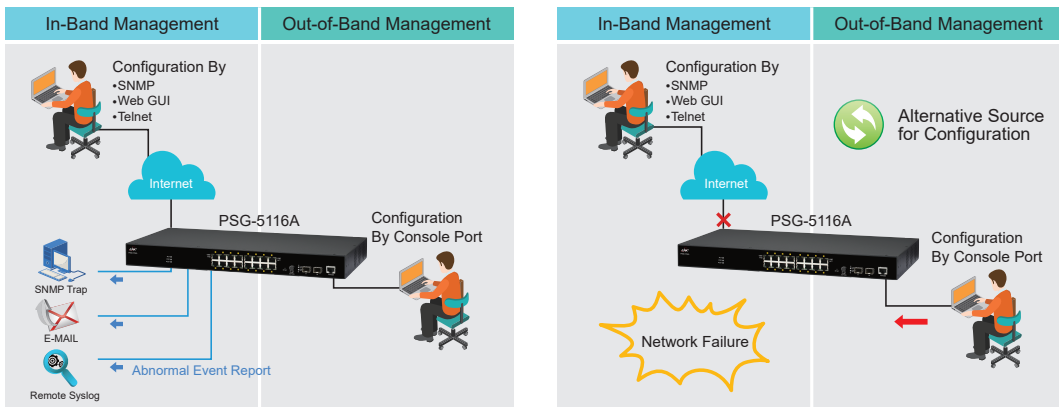 In-Band Management
Out-of-Band Management
Configuration By
•SNMP
•Web GUI
•Telnet
Internet
PSG-5116A
Configuration
By Console Port
SNMP Trap
E-MAIL
Remote Syslog
Abnormal Event Report
In-Band Management
Out-of-Band Management
Configuration By
•SNMP
•Web GUI
•Telnet
Alternative Source
for Configuration
Internet
PSG-5116A
Configuration
By Console Port
Network Failure